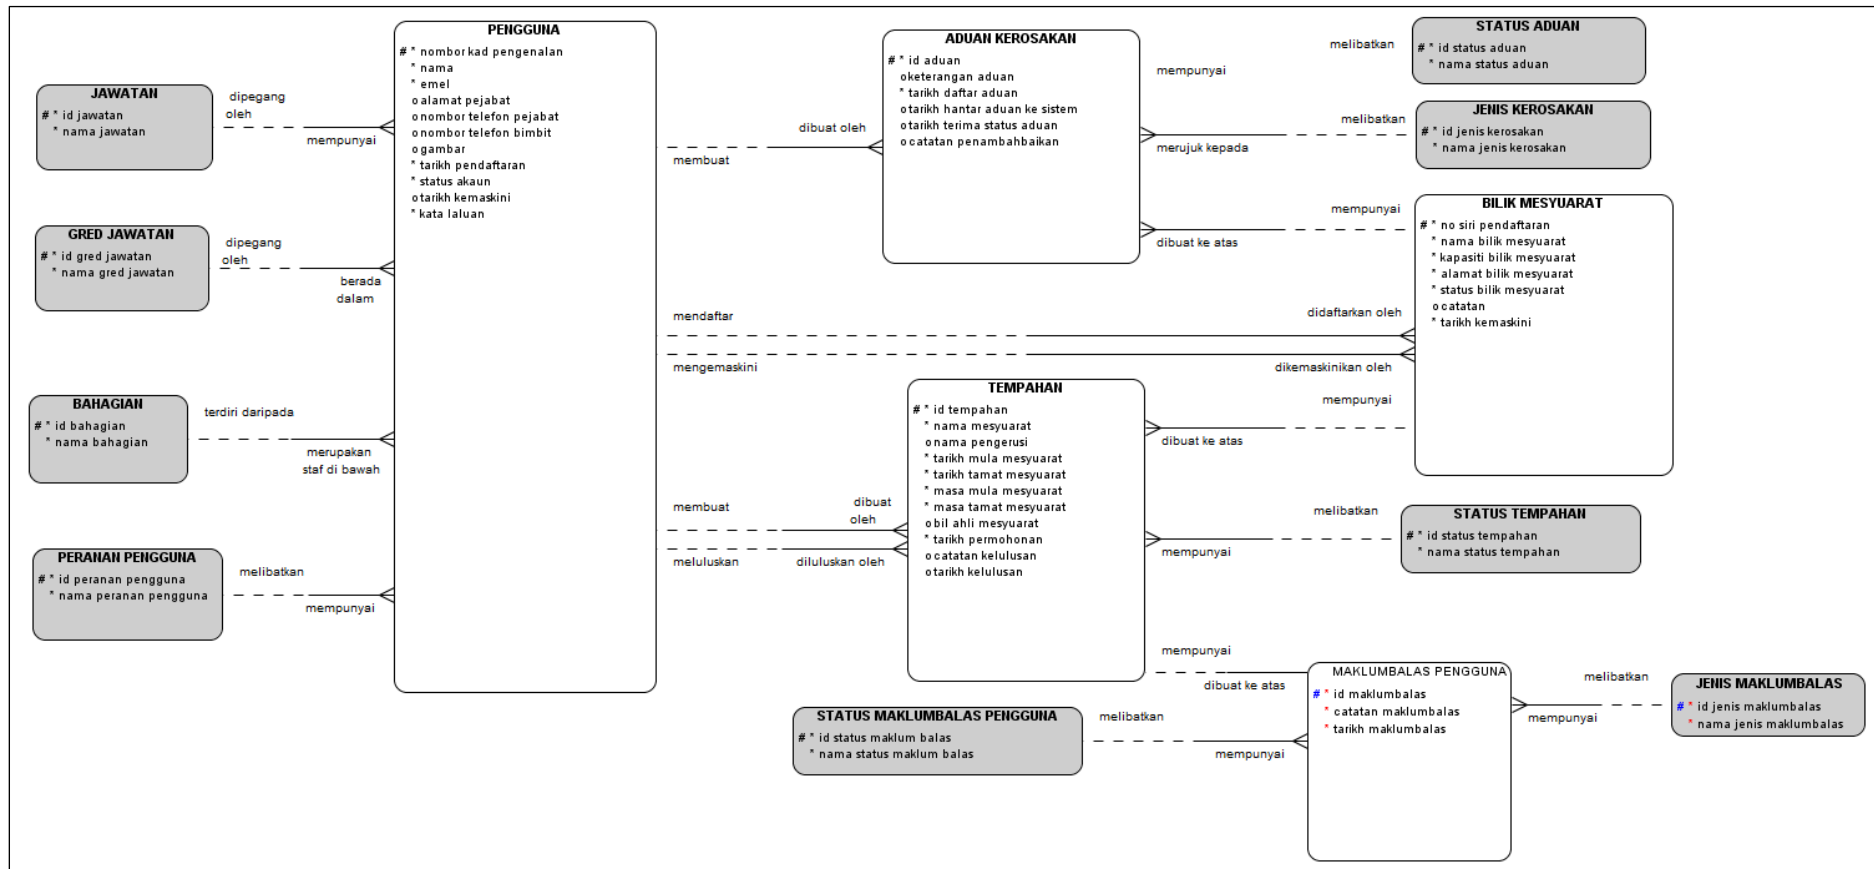 PENGGUNA
# * nombor kad pengenalan
* nama
* emel
o alamat pejabat
o nombor telefon pejabat
o nombor telefon bimbit
o gambar
* tarikh pendaftaran
* status akaun
o tarikh kemaskini
* kata laluan
JAWATAN
# * id jawatan
* nama jawatan
dipegang
oleh
mempunyai
GRED JAWATAN
# * id gred jawatan
* nama gred jawatan
dipegang
oleh
berada
dalam
BAHAGIAN
# * id bahagian
* nama bahagian
terdiri daripada
merupakan
staf di bawah
PERANAN PENGGUNA
# * id peranan pengguna
* nama peranan pengguna
melibatkan
mempunyai
ADUAN KEROSAKAN
# * id aduan
o keterangan aduan
* tarikh daftar aduan
o tarikh hantar aduan ke sistem
o tarikh terima status aduan
o catatan penambahbaikan
dibuat oleh
membuat
STATUS ADUAN
# * id status aduan
* nama status aduan
melibatkan
mempunyai
JENIS KEROSAKAN
# * id jenis kerosakan
* nama jenis kerosakan
melibatkan
merujuk kepada
BILIK MESYUARAT
# * no siri pendaftaran
* nama bilik mesyuarat
* kapasiti bilik mesyuarat
* alamat bilik mesyuarat
* status bilik mesyuarat
o catatan
* tarikh kemaskini
mempunyai
dibuat ke atas
mendaftar
didaftarkan oleh
mengemaskini
dikemaskinikan oleh
TEMPAHAN
# * id tempahan
* nama mesyuarat
o nama pengerusi
* tarikh mula mesyuarat
* tarikh tamat mesyuarat
* masa mula mesyuarat
* masa tamat mesyuarat
o bil ahli mesyuarat
* tarikh permohonan
o catatan kelulusan
o tarikh kelulusan
mempunyai
dibuat ke atas
membuat
dibuat
oleh
meluluskan
diluluskan oleh
STATUS TEMPAHAN
# * id status tempahan
* nama status tempahan
melibatkan
mempunyai
mempunyai
dibuat ke atas
MAKLUMBALAS PENGGUNA
# * id maklumbalas
* catatan maklumbalas
* tarikh maklumbalas
JENIS MAKLUMBALAS
# * id jenis maklumbalas
* nama jenis maklumbalas
melibatkan
mempunyai
STATUS MAKLUMBALAS PENGGUNA
# * id status maklum balas
* nama status maklum balas
melibatkan
mempunyai